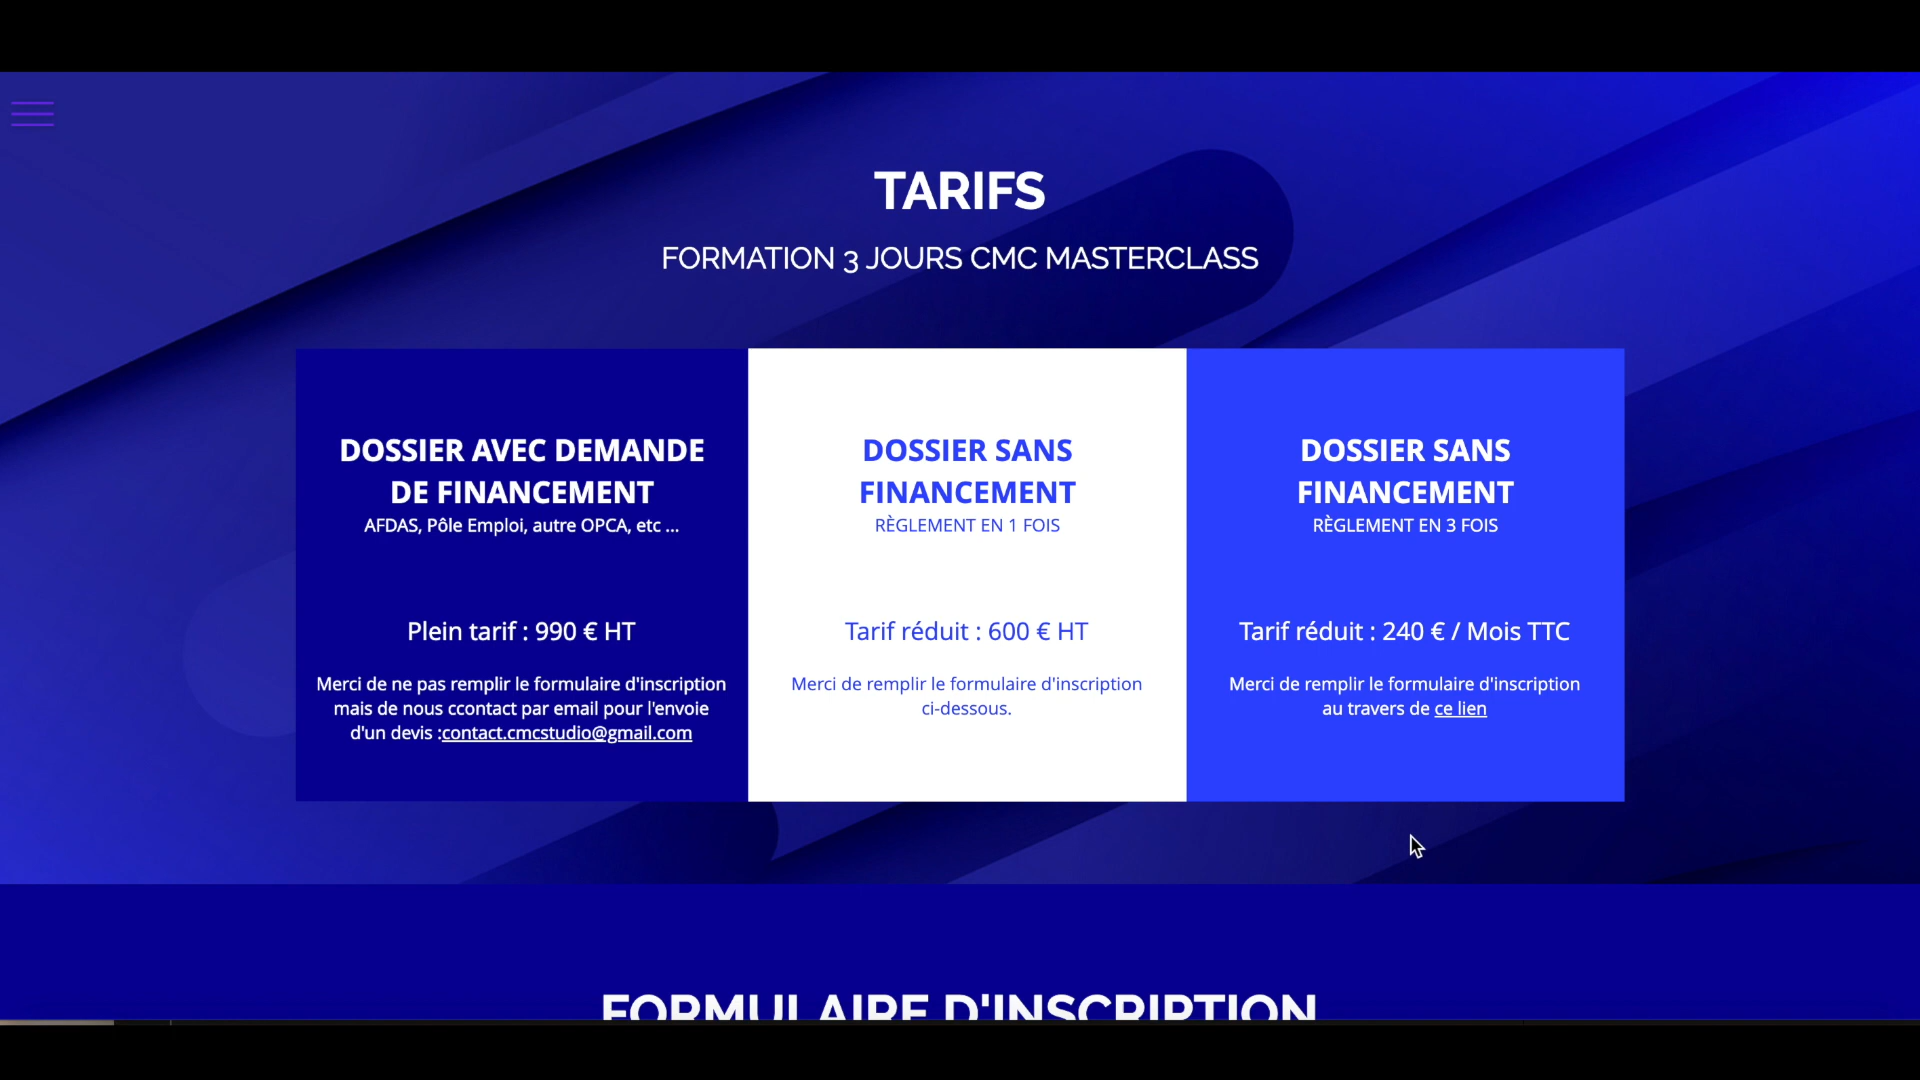 TARIFS
FORMATION 3 JOURS CMC MASTERCLASS
DOSSIER AVEC DEMANDE
DE FINANCEMENT
AFDAS, Pôle Emploi, autre OPCA, etc ...
Plein tarif : 990 € HT
Merci de ne pas remplir le formulaire d'inscription
mais de nous ccontact par email pour l'envoie
d'un devis :contact.cmcstudio@gmail.com
DOSSIER SANS
FINANCEMENT
RÈGLEMENT EN 1 FOIS
Tarif réduit : 600 € HT
Merci de remplir le formulaire d'inscription
ci-dessous.
DOSSIER SANS
FINANCEMENT
RÈGLEMENT EN 3 FOIS
Tarif réduit : 240 € / Mois TTC
Merci de remplir le formulaire d'inscription
au travers de ce lien
FORMULAIRE D'INSCRIPTION